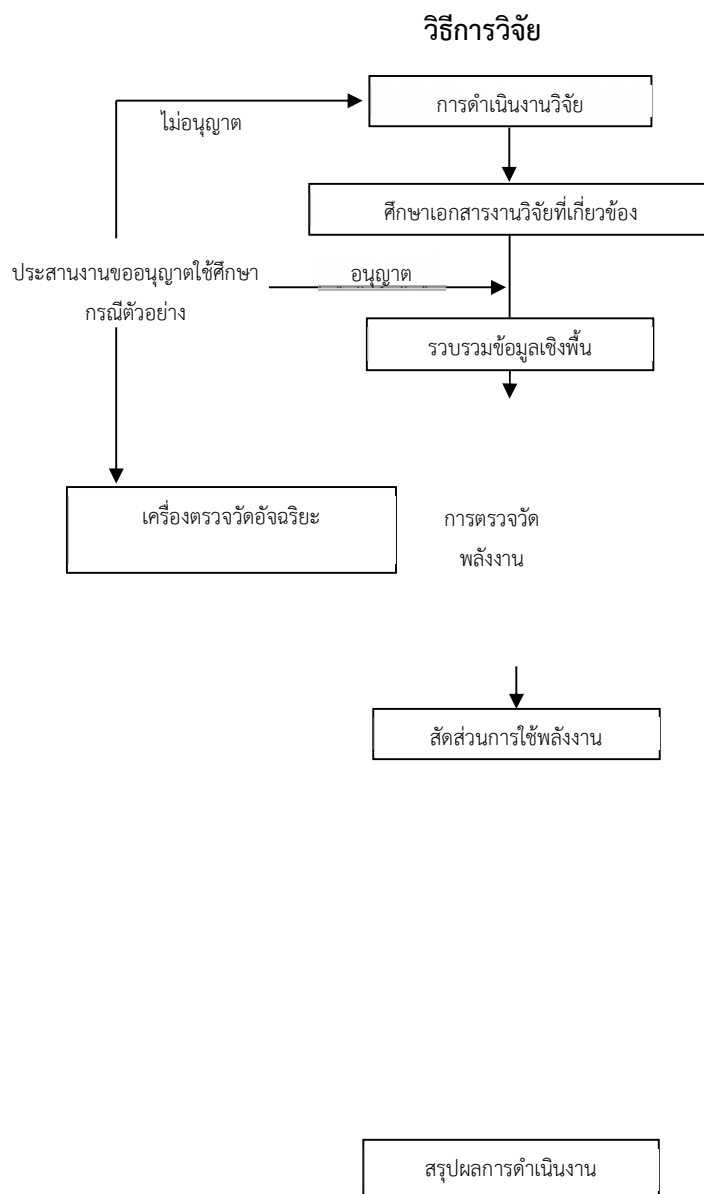 วิธีการวิจัย
การดำเนินงานวิจัย
ไม่อนุญาต
ศึกษาเอกสารงานวิจัยที่เกี่ยวข้อง
ประสานงานขออนุญาตใช้ศึกษา
กรณีตัวอย่าง
อนุญาต
รวบรวมข้อมูลเชิงพื้น
เครื่องตรวจวัดอัจฉริยะ
การตรวจวัด
พลังงาน
สัดส่วนการใช้พลังงาน
สรุปผลการดำเนินงาน